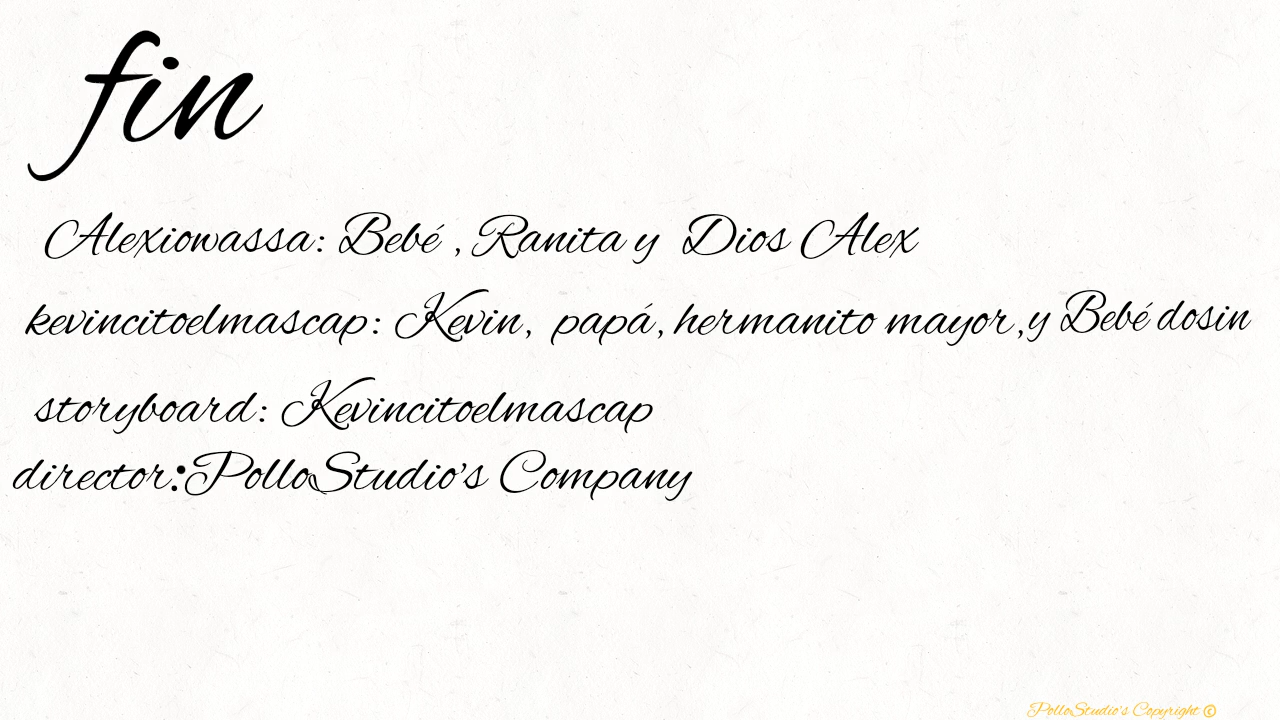 fin
Alexiowassa: Bebé , Ranita y Dios Alex
kevincitoelmascap: Kevin, papá, hermanito mayor,y Bebé dosin
storyboard: Kevincitoelmascap
director:PolloStudio's Company
PolloStudio's Copyright ©